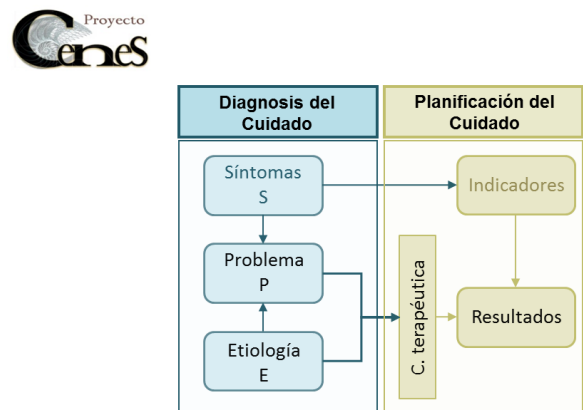 Proyecto
CeneS
Diagnosis del
Cuidado
Planificación del
Cuidado
Síntomas
S
Indicadores
Problema
P
C. terapéutica
Resultados
Etiología
E